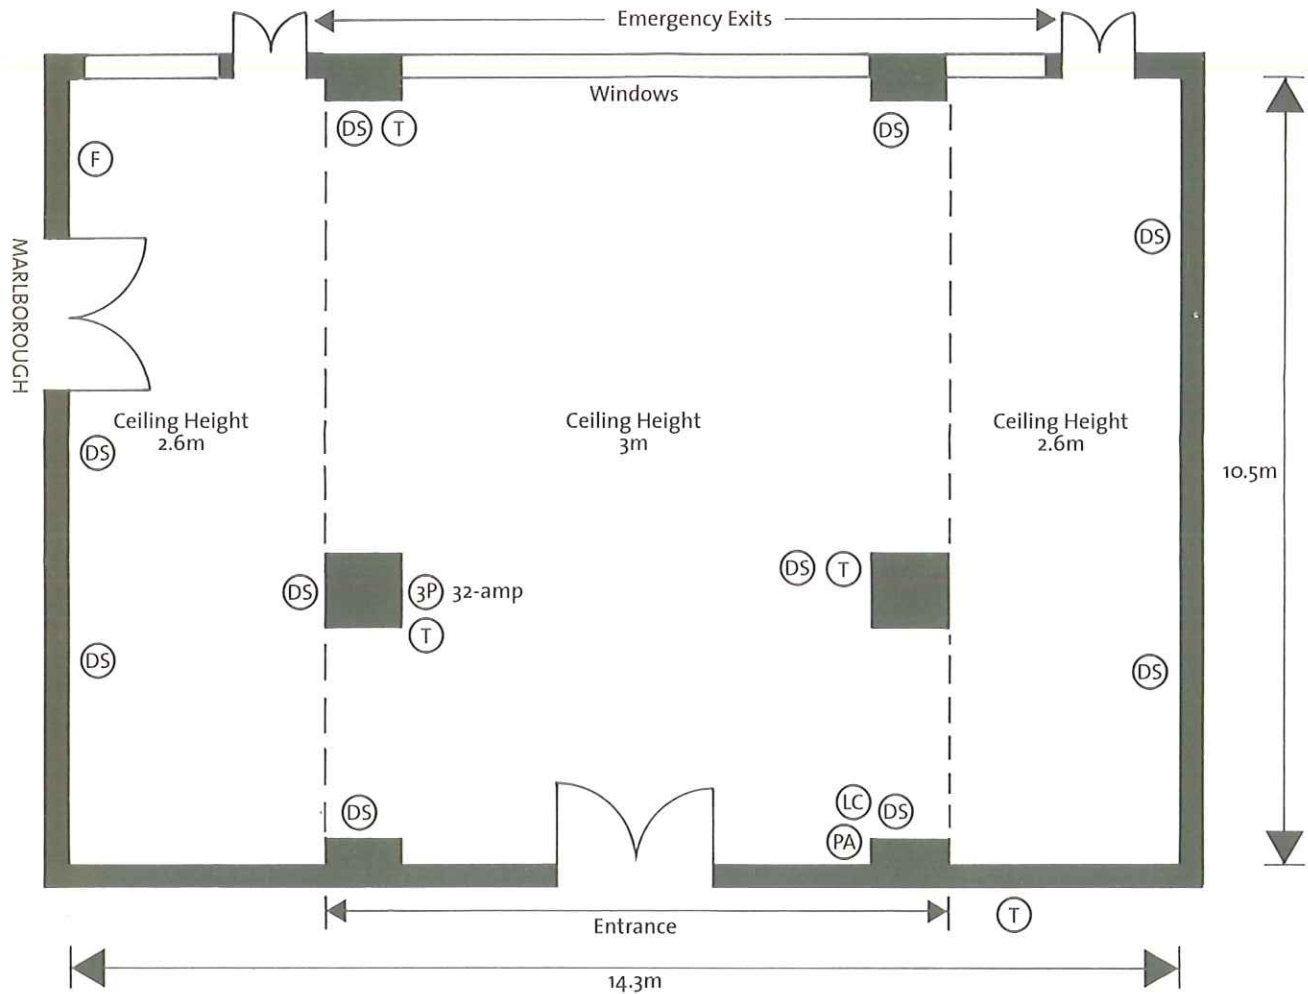 Emergency Exits
Windows
DS
T
DS
F
DS
MARLBOROUGH
Ceiling Height
2.6m
Ceiling Height
3m
Ceiling Height
2.6m
DS
10.5m
DS
3P
32-amp
DS
T
T
DS
DS
DS
LC
DS
PA
Entrance
T
14.3m